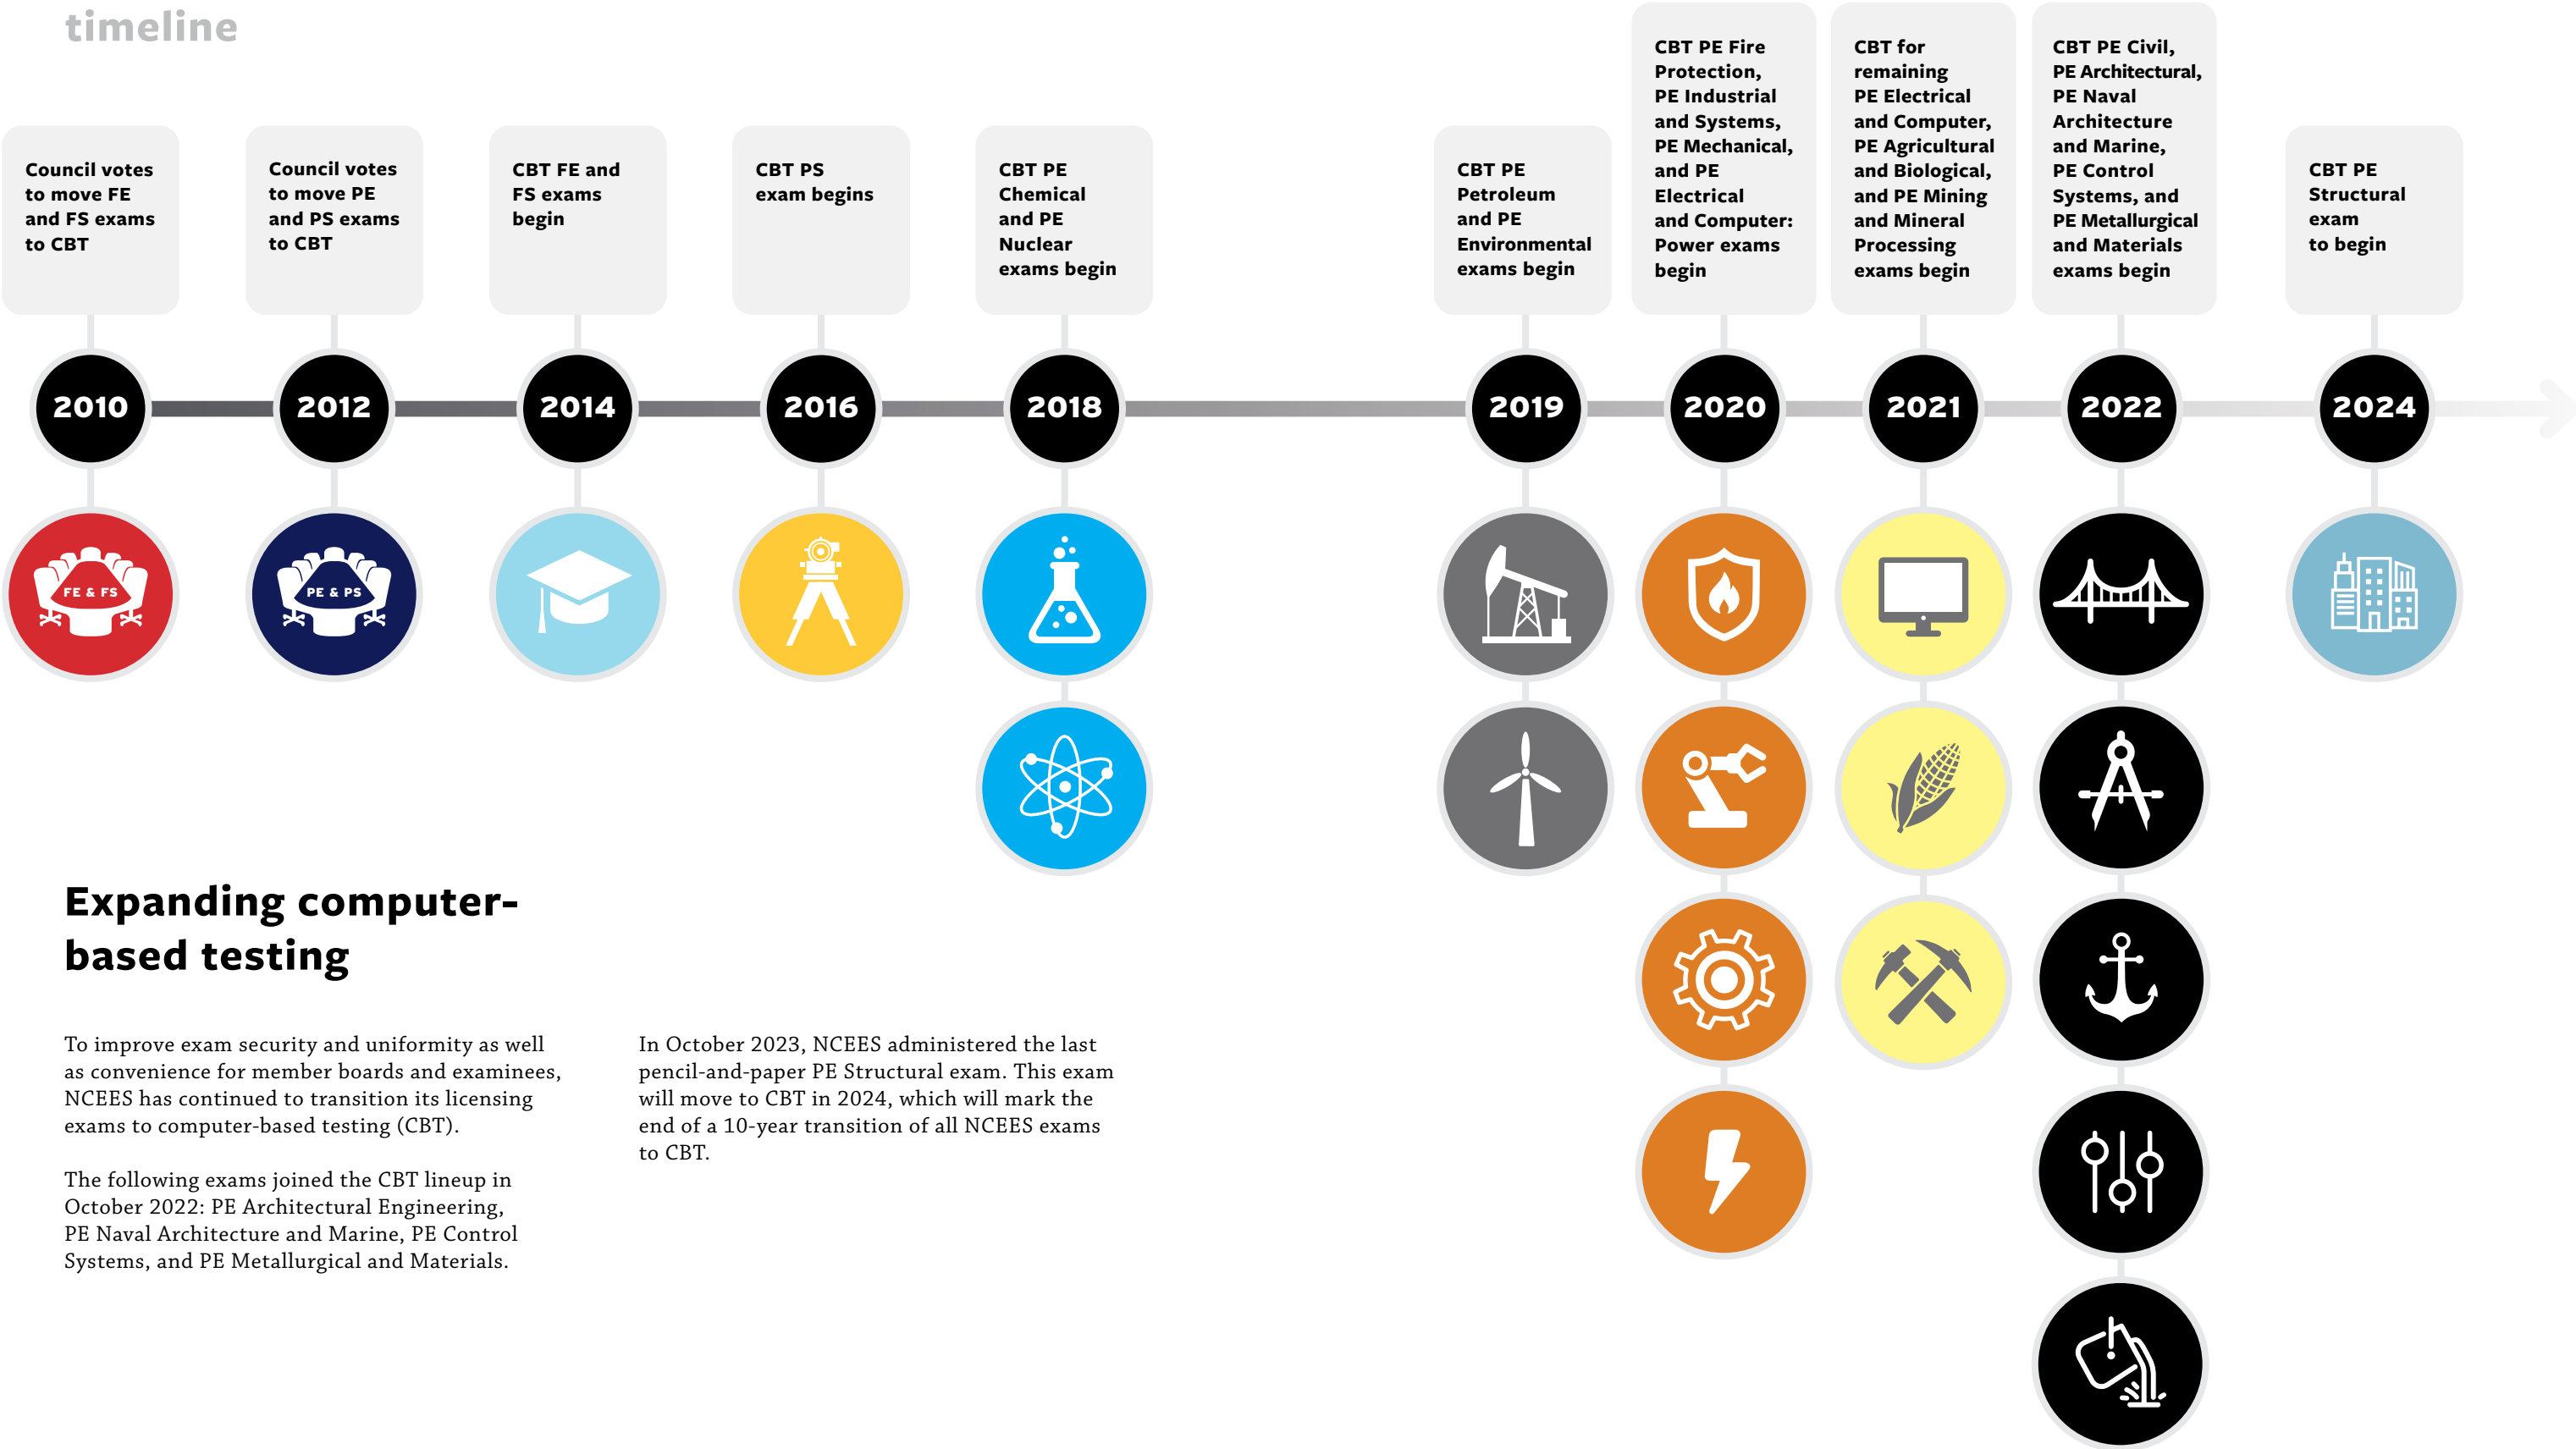 timeline
Council votes
to move FE
and FS exams
to CBT
Council votes
to move PE
and PS exams
to CBT
CBT FE and
FS exams
begin
CBT PS
exam begins
CBT PE
Chemical
and PE
Nuclear
exams begin
CBT PE
Petroleum
and PE
Environmental
exams begin
CBT PE Fire
Protection,
PE Industrial
and Systems,
PE Mechanical,
and PE
Electrical
and Computer:
Power exams
begin
CBT for
remaining
PE Electrical
and Computer,
PE Agricultural
and Biological,
and PE Mining
and Mineral
Processing
exams begin
CBT PE Civil,
PE Architectural,
PE Naval
Architecture
and Marine,
PE Control
Systems, and
PE Metallurgical
and Materials
exams begin
CBT PE
Structural
exam
to begin
2010
2012
2014
2016
2018
2019
2020
2021
2022
2024
FE & FS
PE & PS
Expanding computer-
based testing
To improve exam security and uniformity as well
as convenience for member boards and examinees,
NCEES has continued to transition its licensing
exams to computer-based testing (CBT).
The following exams joined the CBT lineup in
October 2022: PE Architectural Engineering,
PE Naval Architecture and Marine, PE Control
Systems, and PE Metallurgical and Materials.
In October 2023, NCEES administered the last
pencil-and-paper PE Structural exam. This exam
will move to CBT in 2024, which will mark the
end of a 10-year transition of all NCEES exams
to CBT.